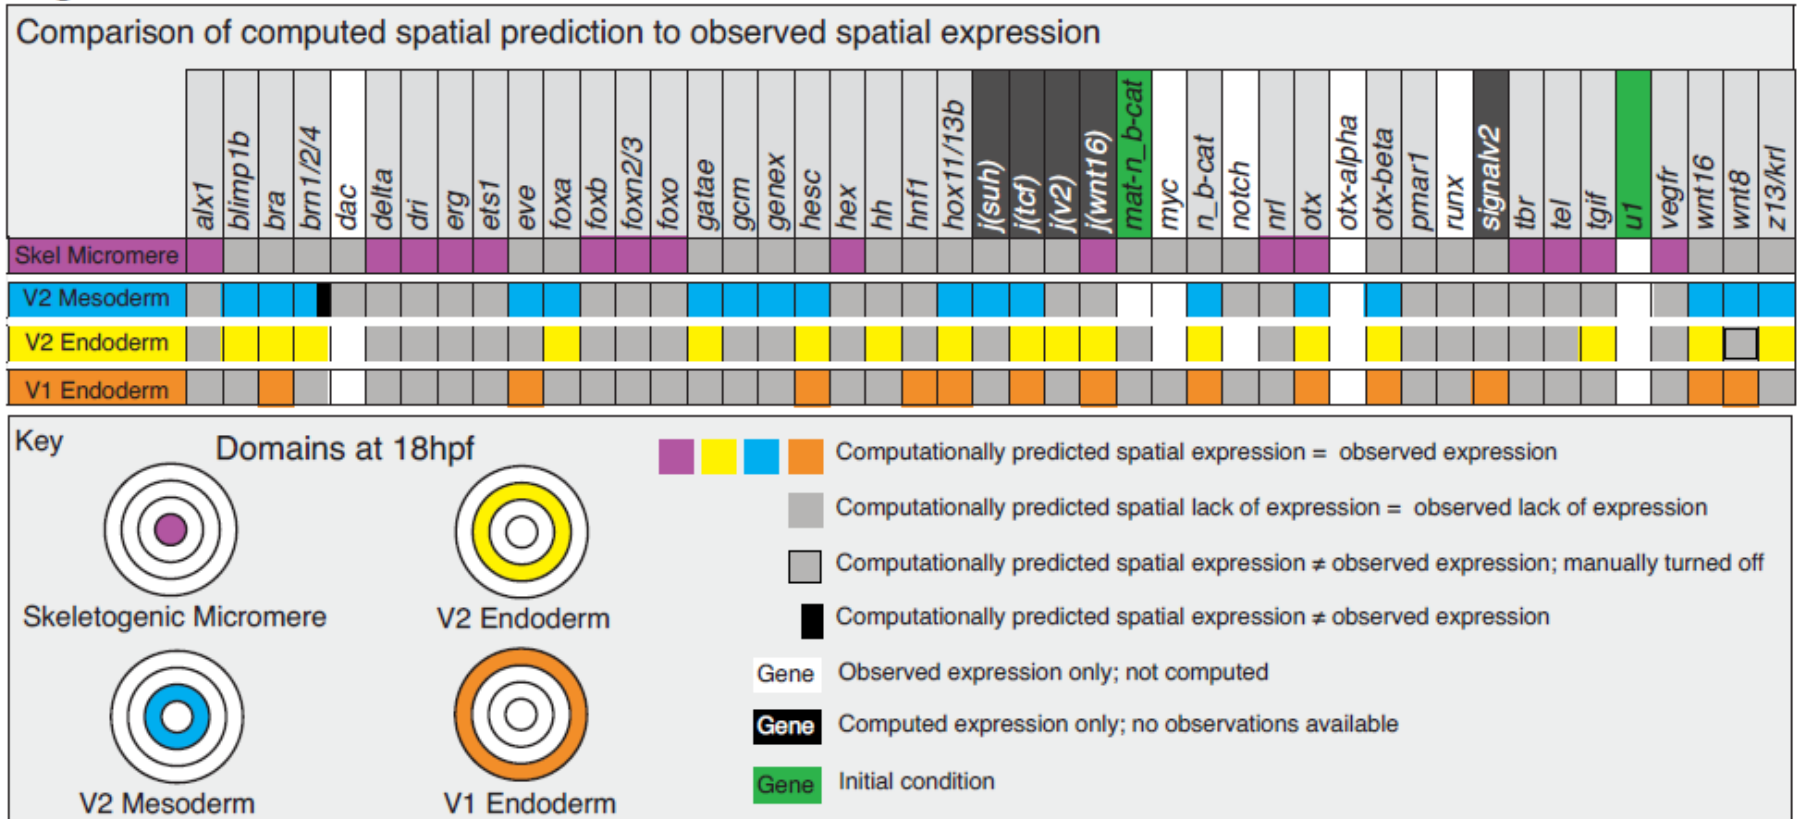 Comparison of computed spatial prediction to observed spatial expression
alx1
blimp1b
bra
brn1/2/4
dac
delta
dri
erg
ets1
eve
foxa
foxb
foxn2/3
foxo
gatae
gcm
genex
hesc
hex
hh
hnf1
hox11/13b
j(suh)
j(tcf)
j(v2)
j(wnt16)
mat-n_b-cat
myc
n_b-cat
notch
nrl
otx
otx-alpha
otx-beta
pmar1
runx
signalv2
tbr
tel
tgif
u1
vegfr
wnt16
wnt8
z13/krl
Skel Micromere
V2 Mesoderm
V2 Endoderm
V1 Endoderm
Key
Domains at 18hpf
Skeletogenic Micromere
V2 Endoderm
V2 Mesoderm
V1 Endoderm
Computationally predicted spatial expression = observed expression
Computationally predicted spatial lack of expression = observed lack of expression
Computationally predicted spatial expression ≠ observed expression; manually turned off
Computationally predicted spatial expression ≠ observed expression
Gene Observed expression only; not computed
Gene Computed expression only; no observations available
Gene Initial condition